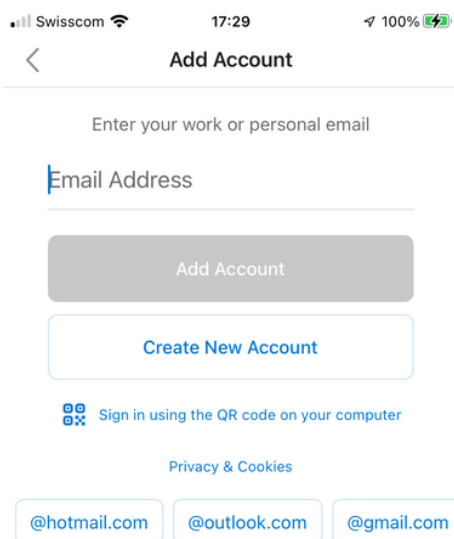 Swisscom 17:29 100%
Add Account
Enter your work or personal email
Email Address
Add Account
Create New Account
Sign in using the QR code on your computer
Privacy & Cookies
@hotmail.com @outlook.com @gmail.com